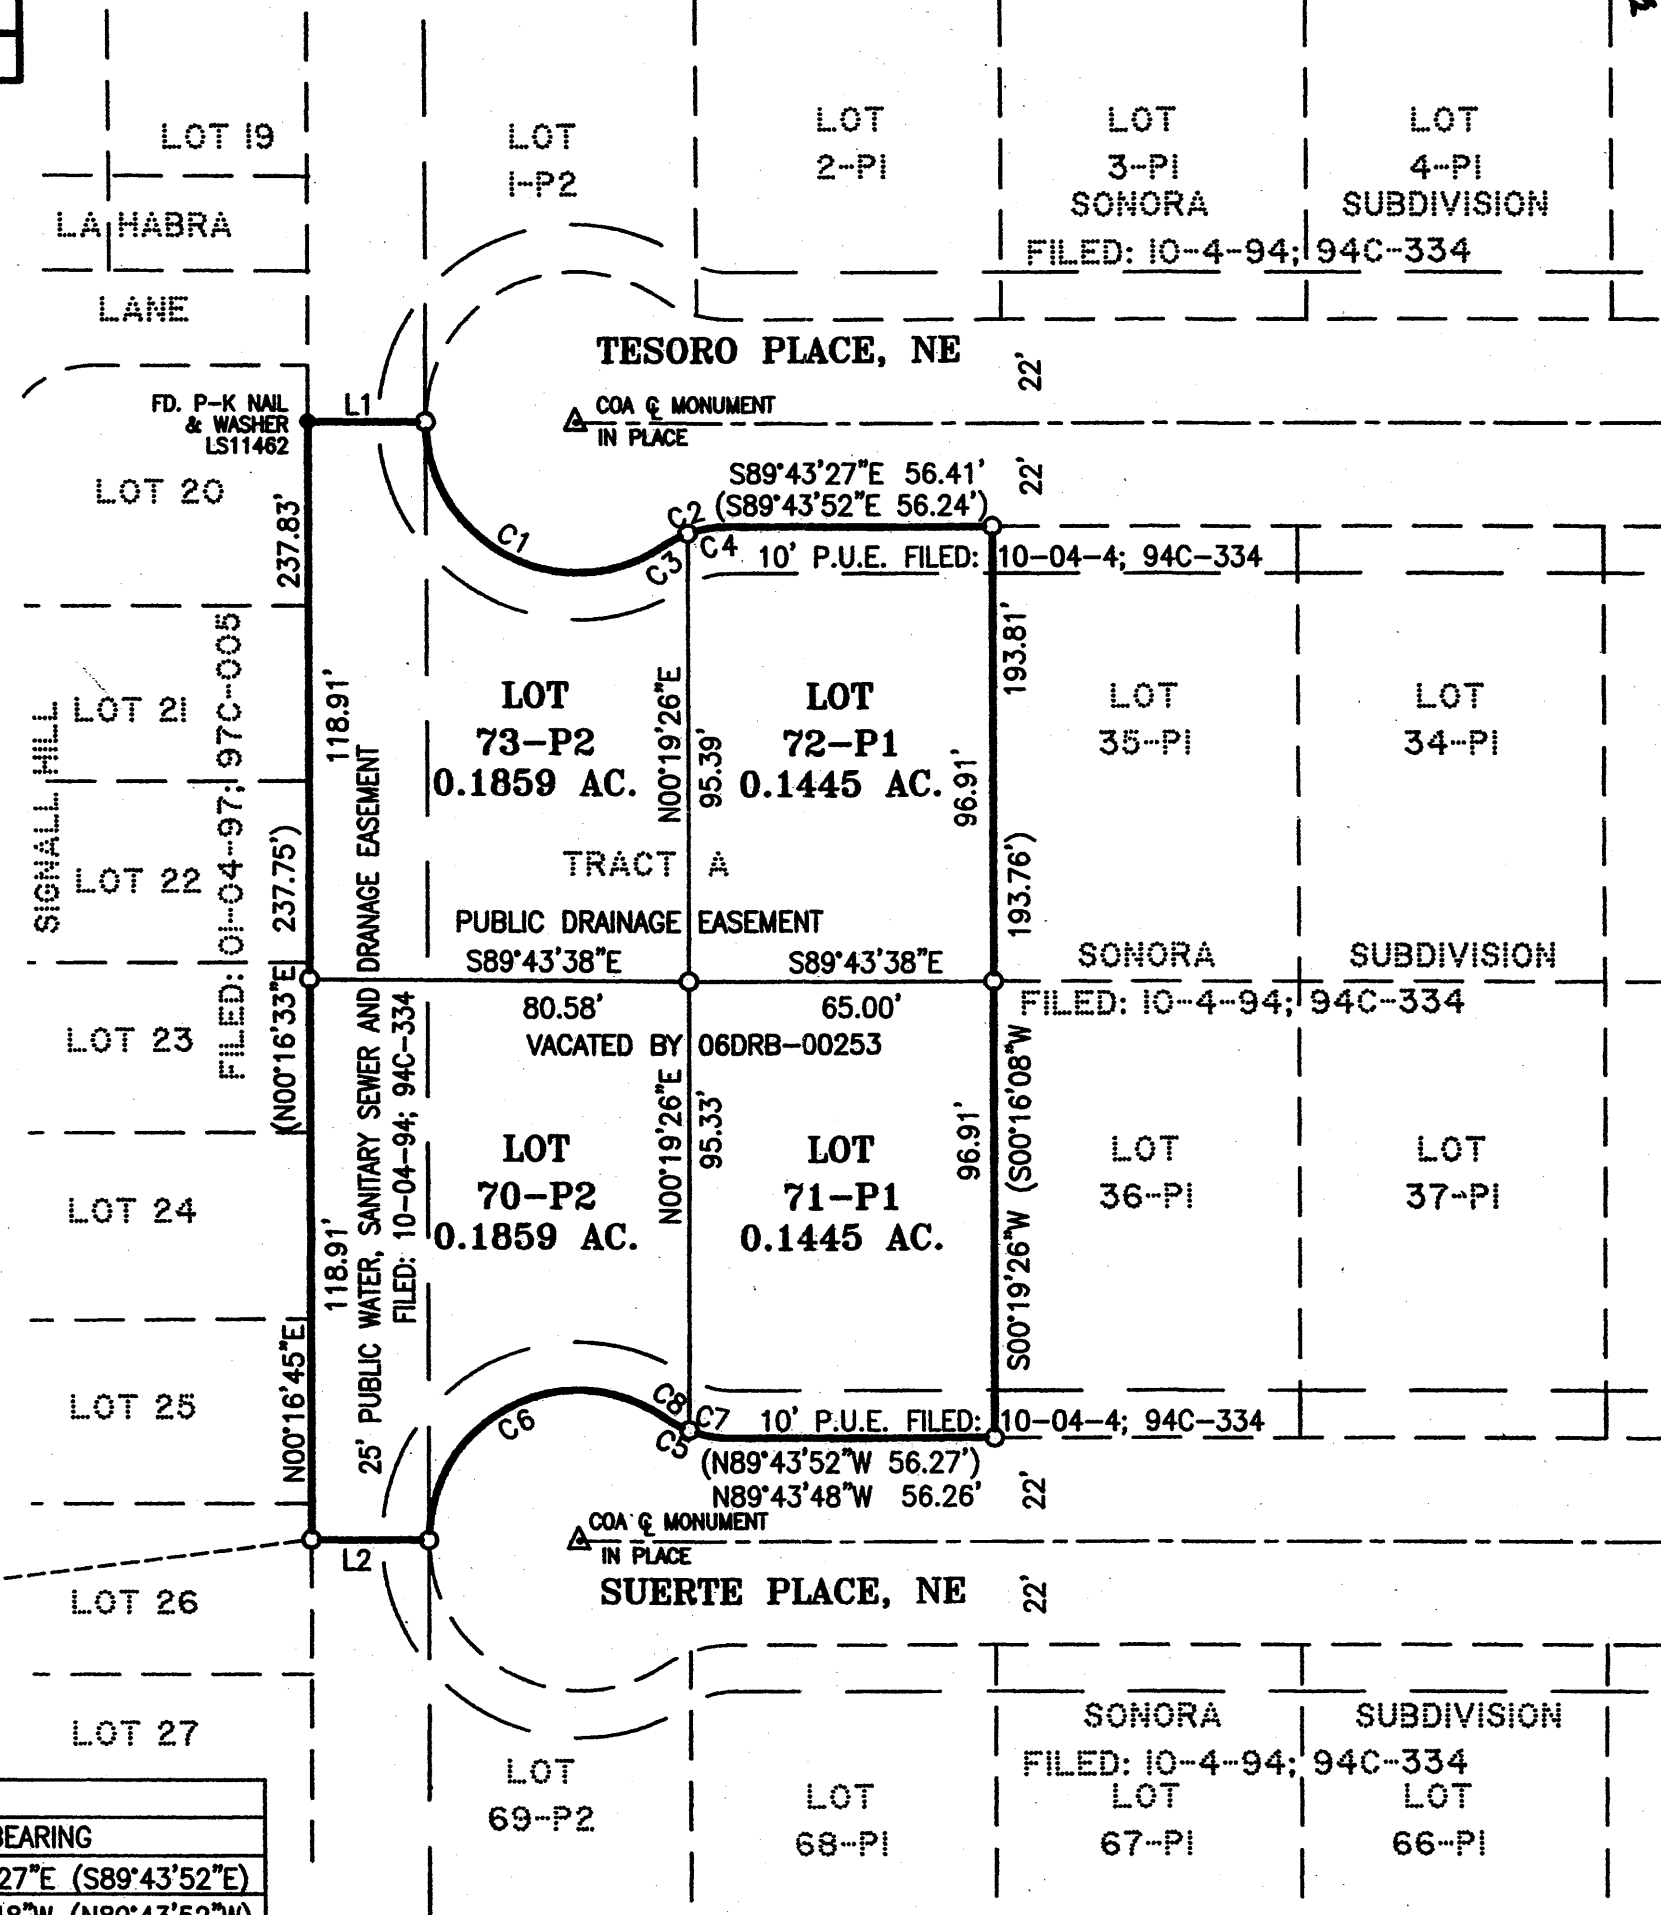 LOT 19
LOT
1-P2
LOT
2-P1
LOT
3-P1
LOT
4-P1
SONORA SUBDIVISION
FILED: 10-4-94; 94C-334
LA HABRA
LANE
TESORO PLACE, NE
22'
FD. P-K NAIL
& WASHER
LS11462
L1
COA ℄ MONUMENT
IN PLACE
22'
LOT 20
237.83'
C1
C2
C3
C4
S89°43'27"E 56.41'
(S89°43'52"E 56.24')
10' P.U.E. FILED: 10-04-4; 94C-334
193.81'
SIGNALL HILL
FILED: 01-04-97; 97C-005
LOT 21
118.91'
LOT
73-P2
0.1859 AC.
N00°19'26"E
95.39'
LOT
72-P1
0.1445 AC.
96.91'
LOT
35-P1
LOT
34-P1
LOT 22
237.75')
(N00°16'33"E
TRACT A
193.76')
PUBLIC DRAINAGE EASEMENT
S89°43'38"E
S89°43'38"E
80.58'
65.00'
VACATED BY 06DRB-00253
SONORA SUBDIVISION
FILED: 10-4-94; 94C-334
25' PUBLIC WATER, SANITARY SEWER AND DRANAGE EASEMENT
FILED: 10-04-94; 94C-334
LOT 23
LOT 24
118.91'
LOT
70-P2
0.1859 AC.
N00°19'26"E
95.33'
LOT
71-P1
0.1445 AC.
96.91'
S00°19'26"W (S00°16'08"W
LOT
36-P1
LOT
37-P1
LOT 25
N00°16'45"E
C6
C8
C7
C5
10' P.U.E. FILED: 10-04-4; 94C-334
(N89°43'52"W 56.27')
N89°43'48"W 56.26'
22'
COA ℄ MONUMENT
IN PLACE
L2
SUERTE PLACE, NE
22'
LOT 26
LOT 27
LOT
69-P2
SONORA SUBDIVISION
FILED: 10-4-94; 94C-334
LOT
68-P1
LOT
67-P1
LOT
66-P1
BEARING
27"E (S89°43'52"E)
48"W (N89°43'52"W)